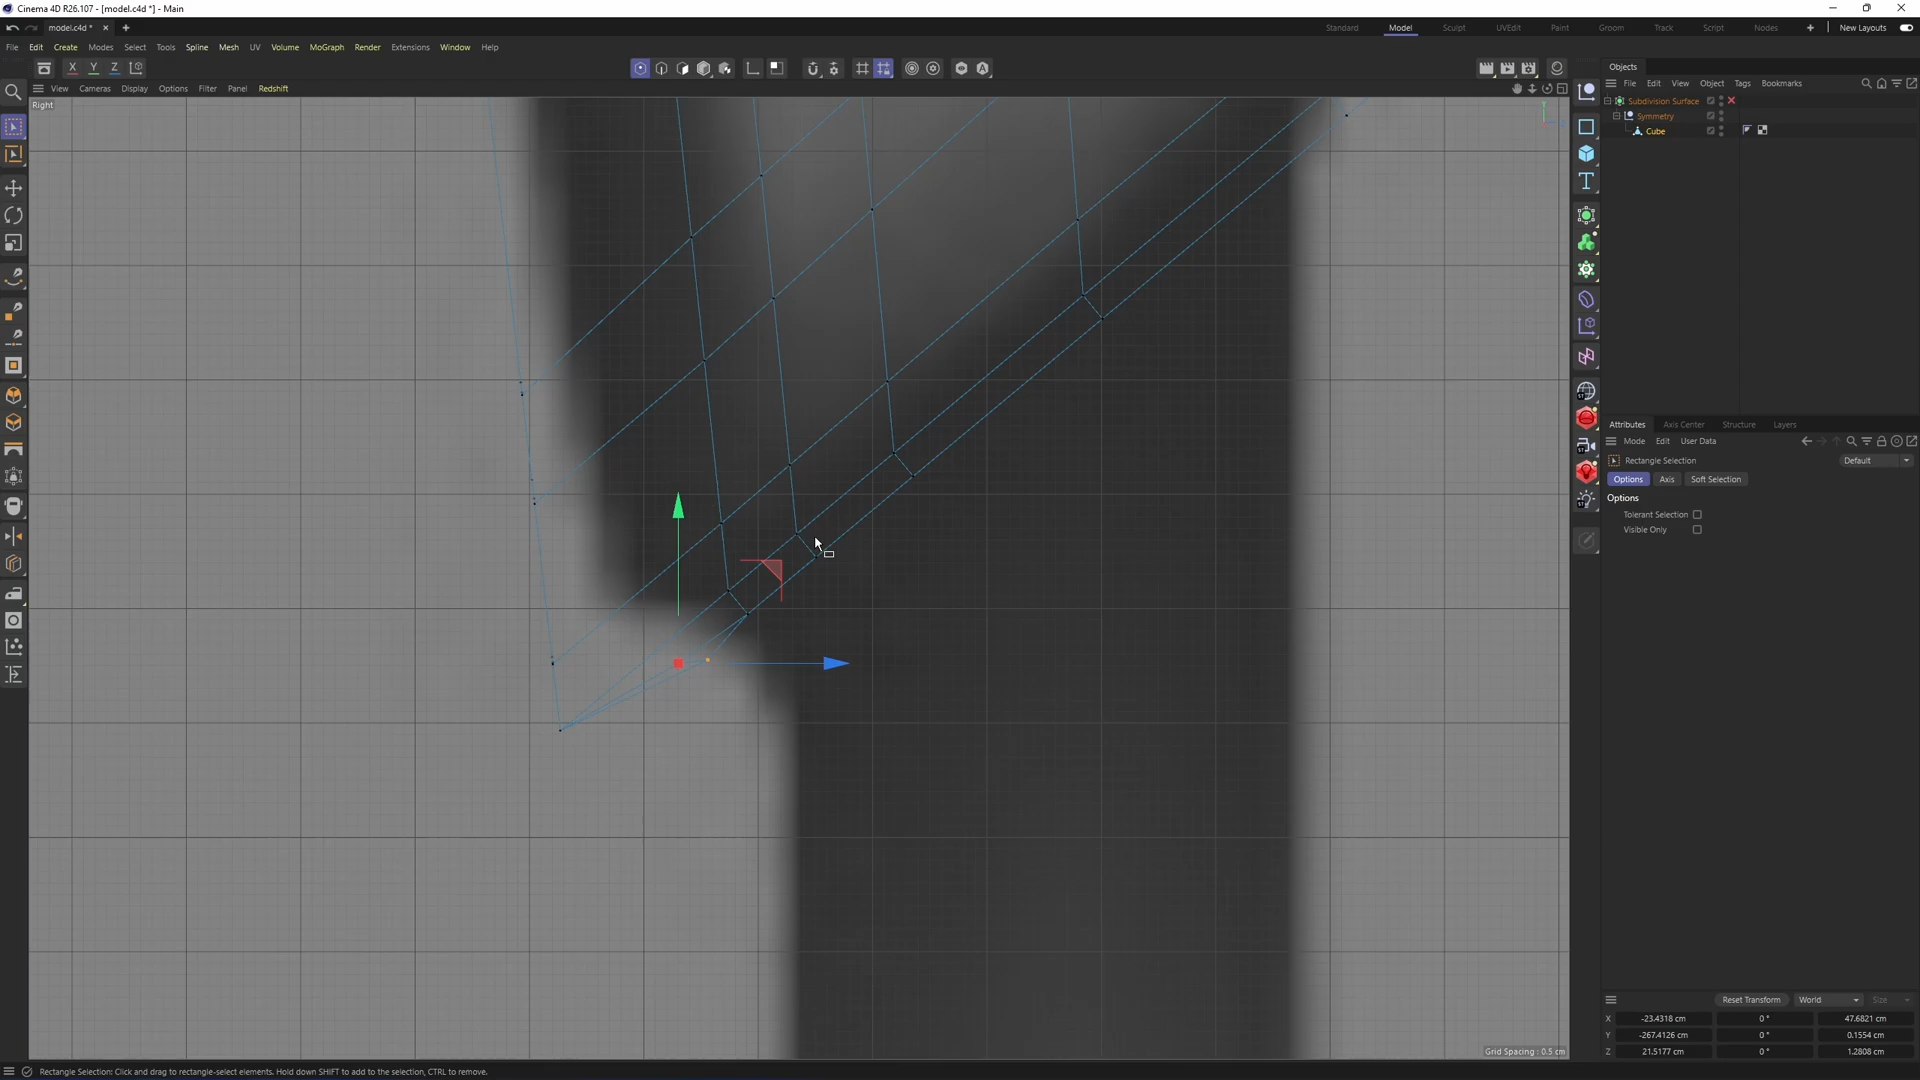 Cinema 4D R26.107 - [model.c4d *] - Main
model.c4d *
Standard Model Sculpt UVEdit Paint Groom Track Script Nodes New Layouts
File Edit Create Modes Select Tools Spline Mesh UV Volume MoGraph Render Extensions Window Help
X Y Z
Objects
View Cameras Display Options Filter Panel Redshift
File Edit View Object Tags Bookmarks
Right
Subdivision Surface
Symmetry
Cube
Attributes Axis Center Structure Layers
Mode Edit User Data
Rectangle Selection Default
Options Axis Soft Selection
Options
Tolerant Selection
Visible Only
Reset Transform World Size
X -23.4318 cm 0 ° 47.6821 cm
Y -267.4126 cm 0 ° 0.1554 cm
Z 21.5177 cm 0 ° 1.2808 cm
Grid Spacing : 0.5 cm
Rectangle Selection: Click and drag to rectangle-select elements. Hold down SHIFT to add to the selection, CTRL to remove.